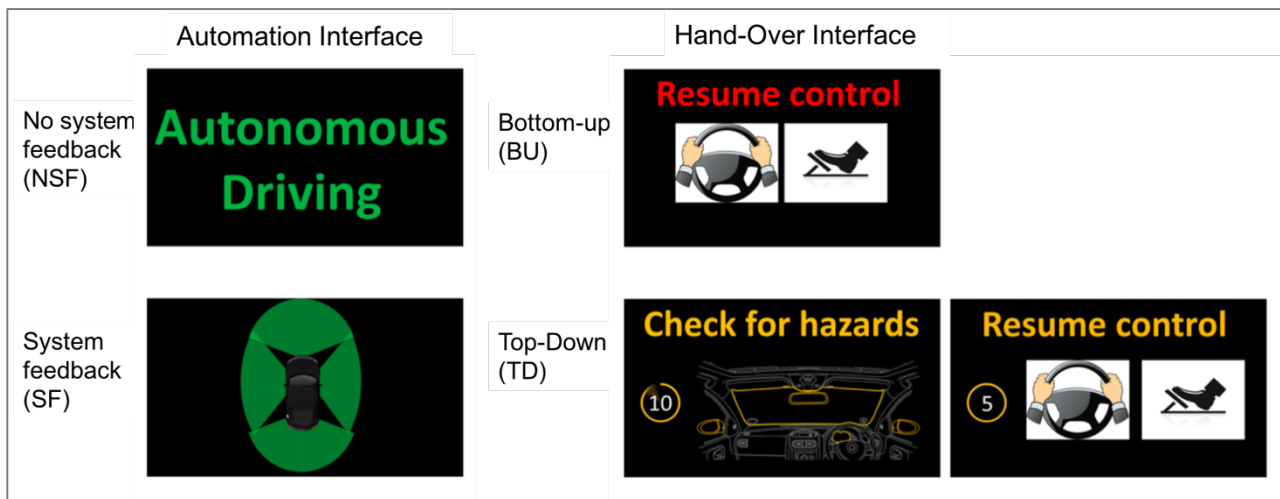 Automation Interface
Hand-Over Interface
No system
feedback
(NSF)
Autonomous
Driving
Bottom-up
(BU)
Resume control
System
feedback
(SF)
Top-Down
(TD)
Check for hazards
10
Resume control
5